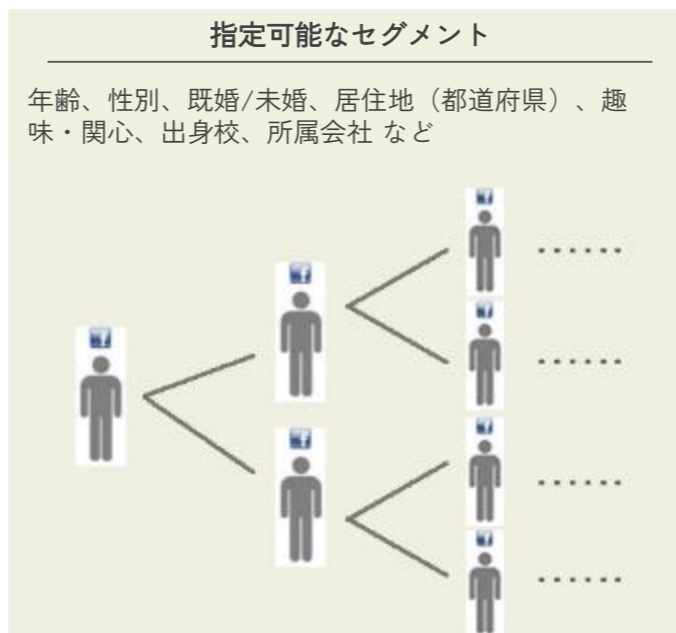 指定可能なセグメント
年齢、性別、既婚/未婚、居住地（都道府県）、趣
味・関心、出身校、所属会社 など